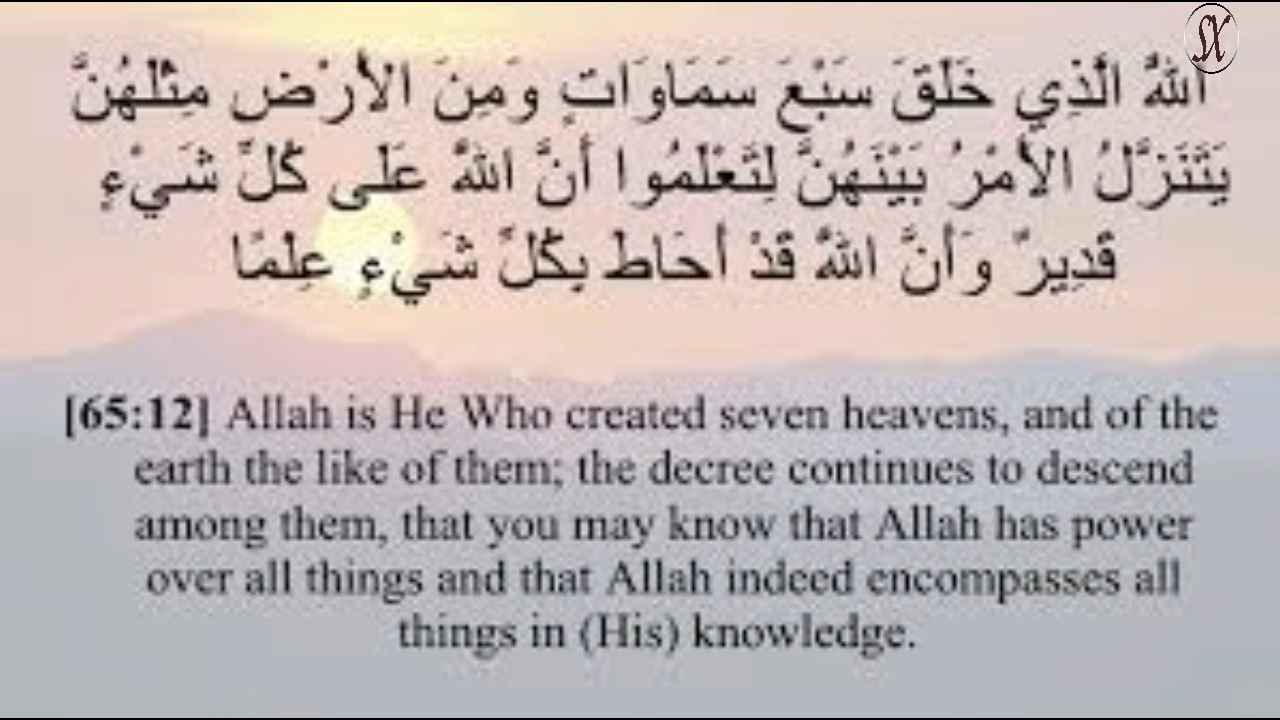 اللهُ الَّذِي خَلَقَ سَبْعَ سَمَاوَاتٍ وَمِنَ الأَرْضِ مِثْلَهُنَّ
يَتَنَزَّلُ الأَمْرُ بَيْنَهُنَّ لِتَعْلَمُوا أَنَّ اللهَ عَلَى كُلِّ شَيْءٍ
قَدِيرٌ وَأَنَّ اللهَ قَدْ أَحَاطَ بِكُلِّ شَيْءٍ عِلْمًا
[65:12] Allah is He Who created seven heavens, and of the
earth the like of them; the decree continues to descend
among them, that you may know that Allah has power
over all things and that Allah indeed encompasses all
things in (His) knowledge.